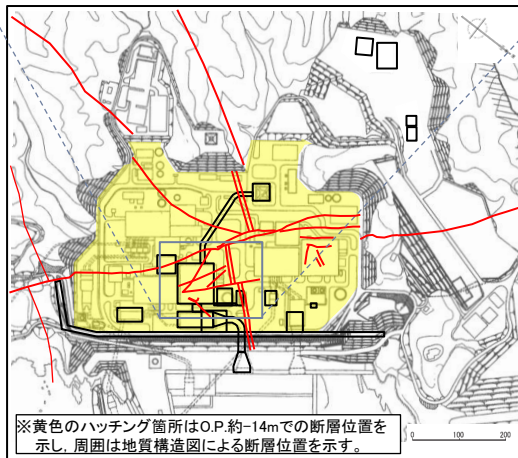 ※黄色のハッチング箇所はO.P.約-14mでの断層位置を
示し，周囲は地質構造図による断層位置を示す。
0 100 200